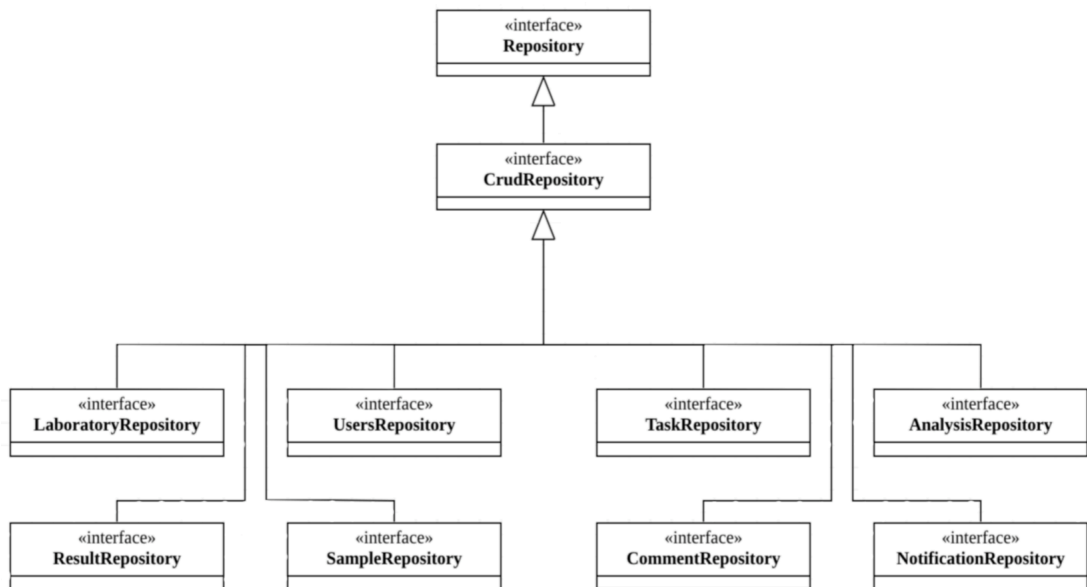 «interface»
Repository
«interface»
CrudRepository
«interface»
LaboratoryRepository
«interface»
UsersRepository
«interface»
TaskRepository
«interface»
AnalysisRepository
«interface»
ResultRepository
«interface»
SampleRepository
«interface»
CommentRepository
«interface»
NotificationRepository